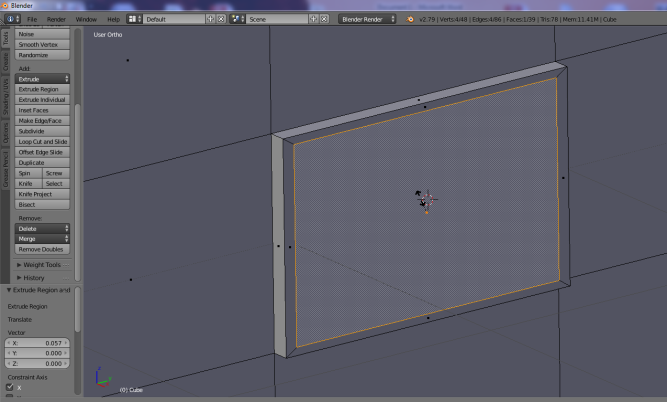 Blender
File Render Window Help Default Scene Blender Render v2.79 | Verts:4/48 | Edges:4/86 | Faces:1/39 | Tris:78 | Mem:11.41M | Cube
User Ortho
Tools
Create
Shading / UVs
Options
Grease Pencil
None
Smooth Vertex
Randomize
Add:
Extrude
Extrude Region
Extrude Individual
Inset Faces
Make Edge/Face
Subdivide
Loop Cut and Slide
Offset Edge Slide
Duplicate
Spin Screw
Knife Select
Knife Project
Bisect
Remove:
Delete
Merge
Remove Doubles
Weight Tools
History
Extrude Region and
Extrude Region
Translate
Vector
X: 0.057
Y: 0.000
Z: 0.000
Constraint Axis
X
(0) Cube